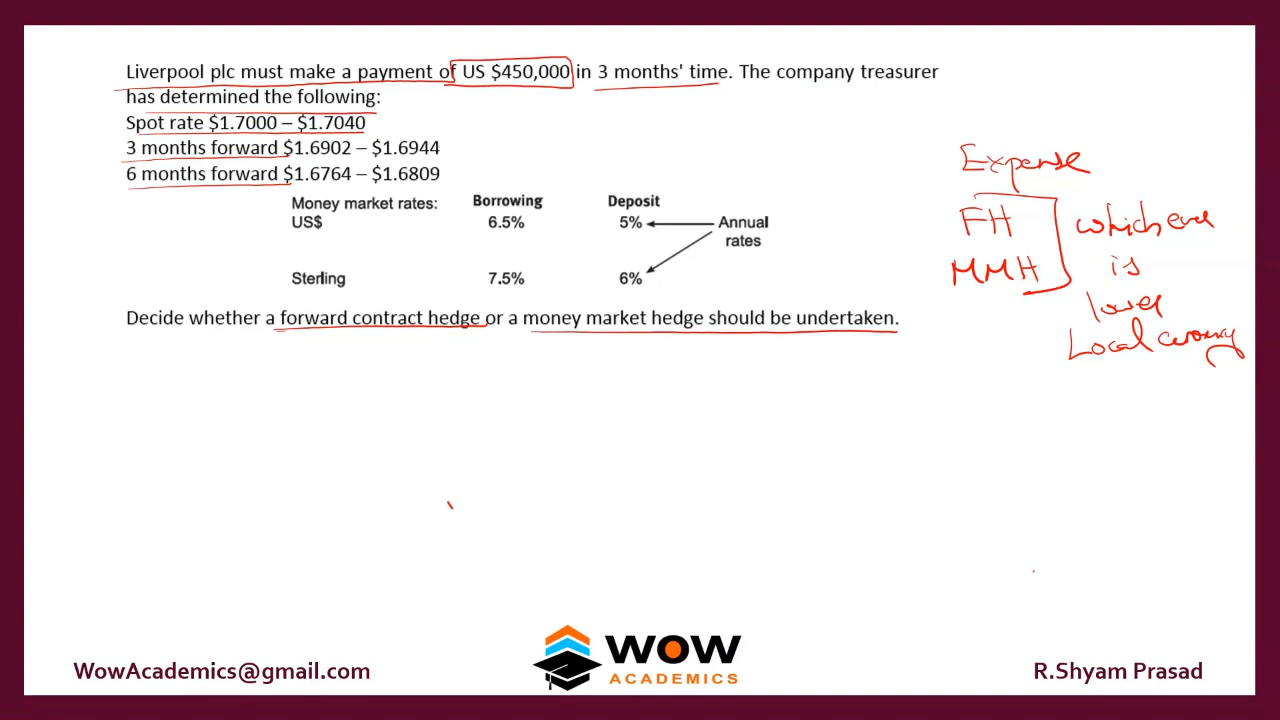 Liverpool plc must make a payment of US $450,000 in 3 months' time. The company treasurer
has determined the following:
Spot rate $1.7000 – $1.7040
3 months forward $1.6902 – $1.6944
6 months forward $1.6764 – $1.6809
Money market rates: Borrowing Deposit
US$ 6.5% 5% Annual
rates
Sterling 7.5% 6%
Decide whether a forward contract hedge or a money market hedge should be undertaken.
Expense
FH
MMH
whichever
is
lower
Local currency
WOW
ACADEMICS
WowAcademics@gmail.com
R.Shyam Prasad